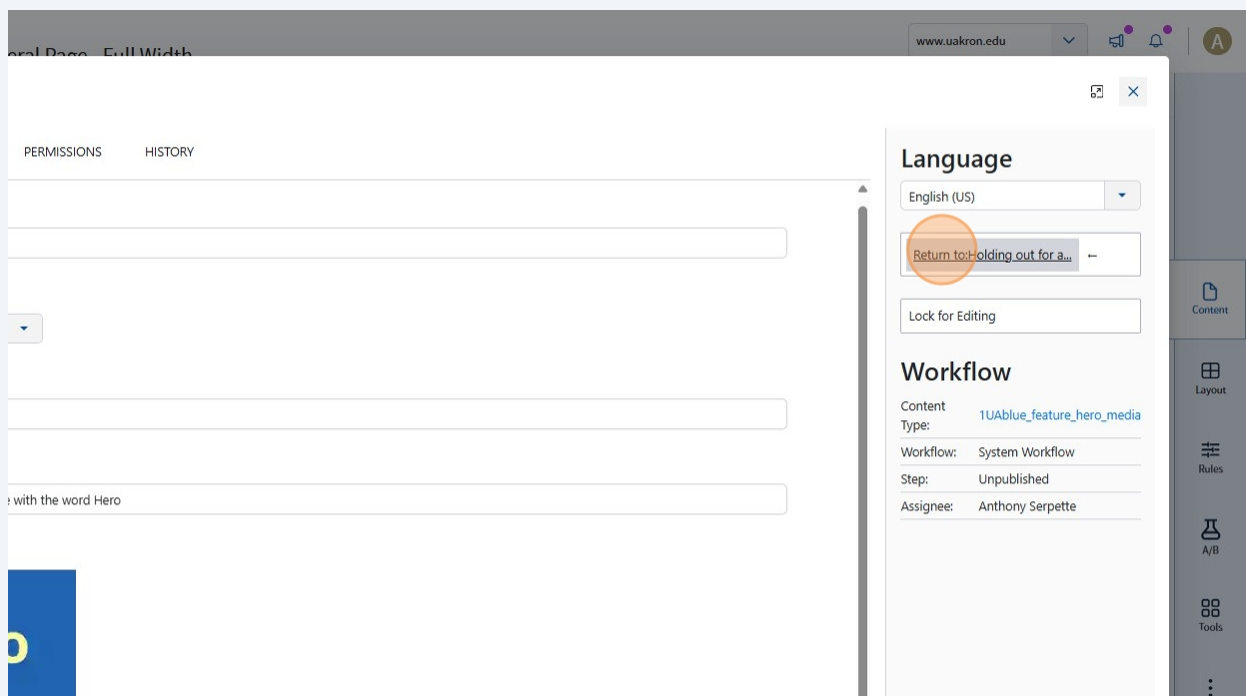 www.uakron.edu
A
eral Page - Full Width
PERMISSIONS
HISTORY
Language
English (US)
Return to:Holding out for a... ←
Lock for Editing
Workflow
Content Type: 1UAblue_feature_hero_media
Workflow: System Workflow
Step: Unpublished
Assignee: Anthony Serpette
with the word Hero
o
Content
Layout
Rules
A/B
Tools